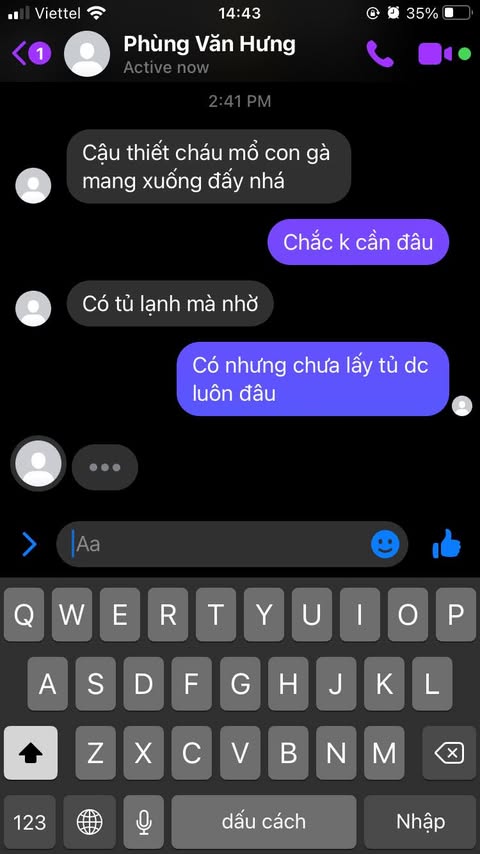 Viettel 14:43 35%
1
Phùng Văn Hưng
Active now
2:41 PM
Cậu thiết cháu mổ con gà
mang xuống đấy nhá
Chắc k cần đâu
Có tủ lạnh mà nhờ
Có nhưng chưa lấy tủ dc
luôn đâu
Aa
Q W E R T Y U I O P
A S D F G H J K L
Z X C V B N M
123 dấu cách Nhập